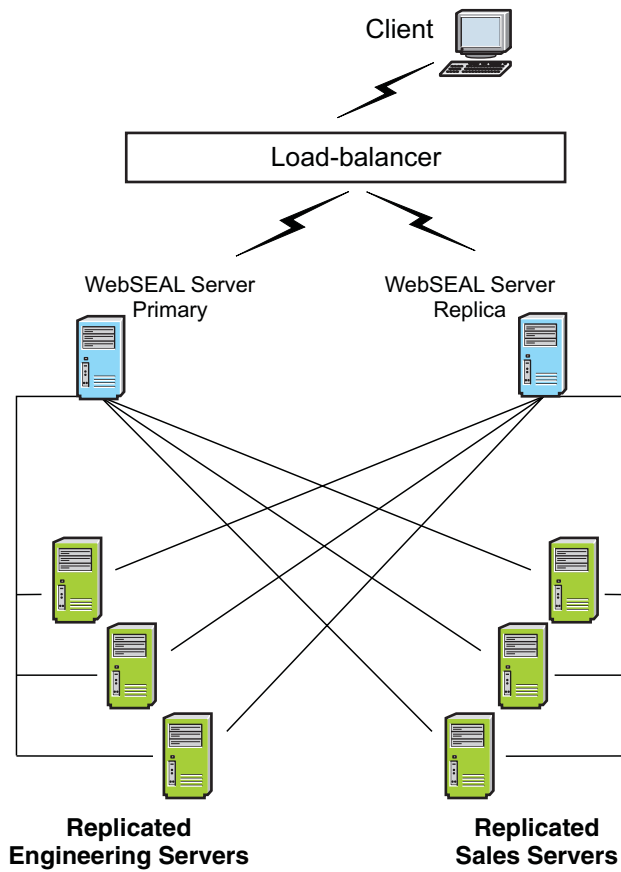 Client
Load-balancer
WebSEAL Server
Primary
WebSEAL Server
Replica
Replicated
Engineering Servers
Replicated
Sales Servers